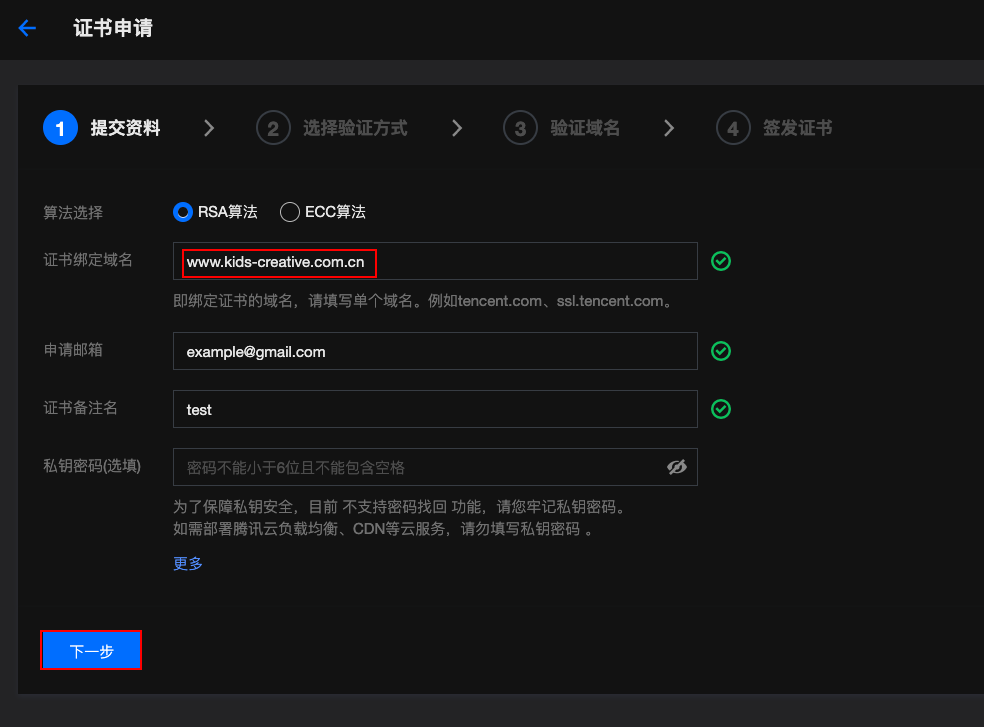 证书申请
1 提交资料 2 选择验证方式 3 验证域名 4 签发证书
算法选择 RSA算法 ECC算法
证书绑定域名 www.kids-creative.com.cn
即绑定证书的域名，请填写单个域名。例如tencent.com、ssl.tencent.com。
申请邮箱 example@gmail.com
证书备注名 test
私钥密码(选填) 密码不能小于6位且不能包含空格
为了保障私钥安全，目前 不支持密码找回 功能，请您牢记私钥密码。
如需部署腾讯云负载均衡、CDN等云服务，请勿填写私钥密码 。
更多
下一步